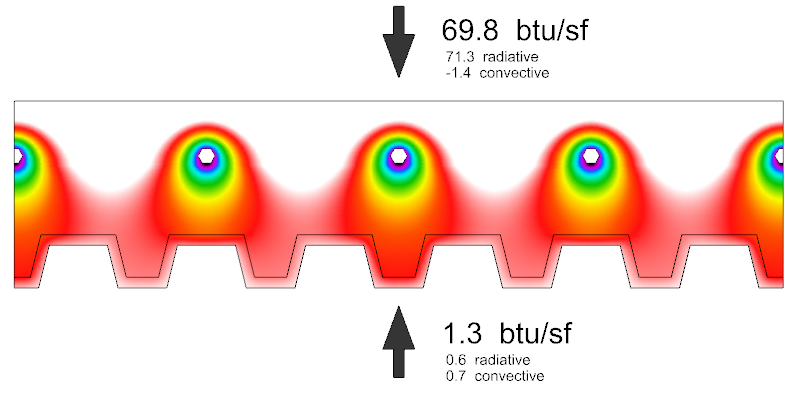 69.8 btu/sf
71.3 radiative
-1.4 convective
1.3 btu/sf
0.6 radiative
0.7 convective